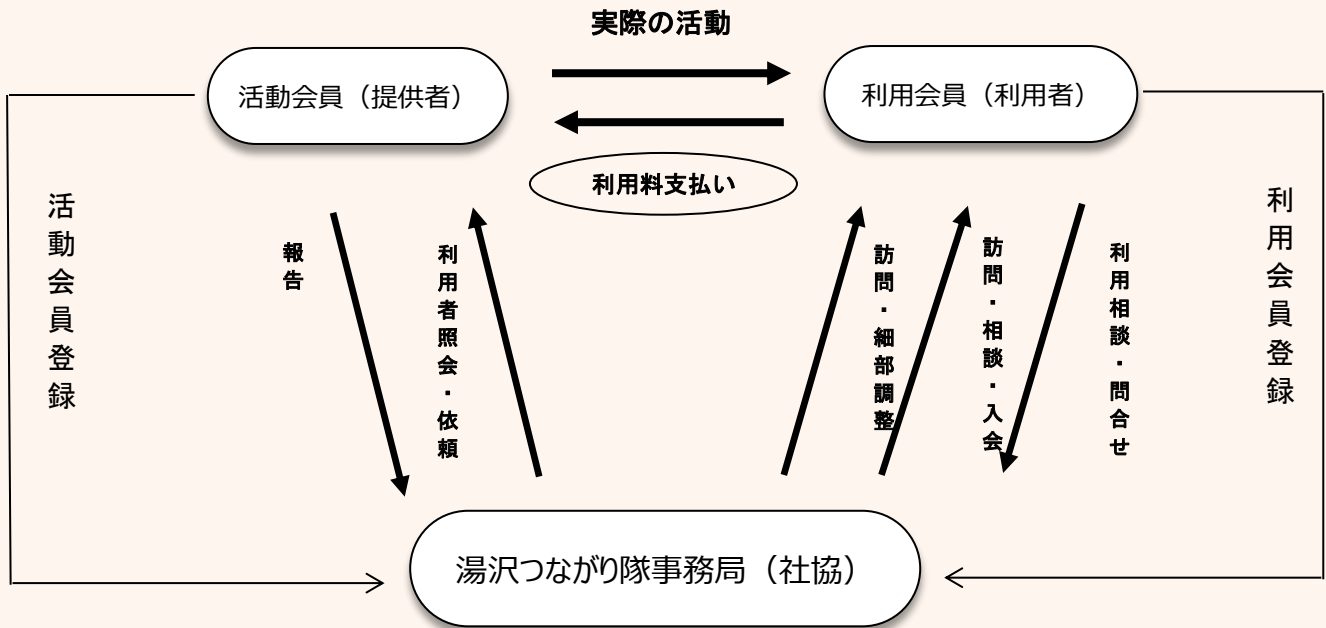 実際の活動
活動会員（提供者）
利用会員（利用者）
利用料支払い
活動会員登録
報告
利用者照会・依頼
訪問・細部調整
訪問・相談・入会
利用相談・問合せ
利用会員登録
湯沢つながり隊事務局（社協）